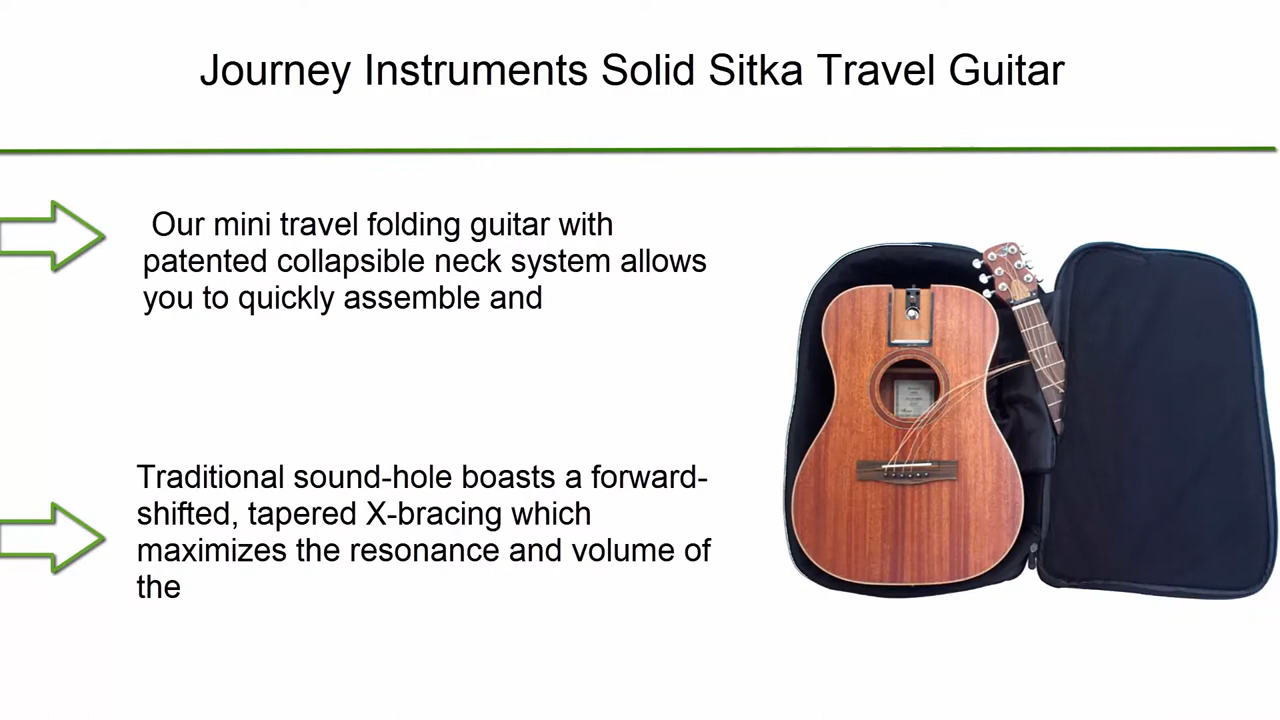 Journey Instruments Solid Sitka Travel Guitar
Our mini travel folding guitar with
patented collapsible neck system allows
you to quickly assemble and
Traditional sound-hole boasts a forward-
shifted, tapered X-bracing which
maximizes the resonance and volume of
the